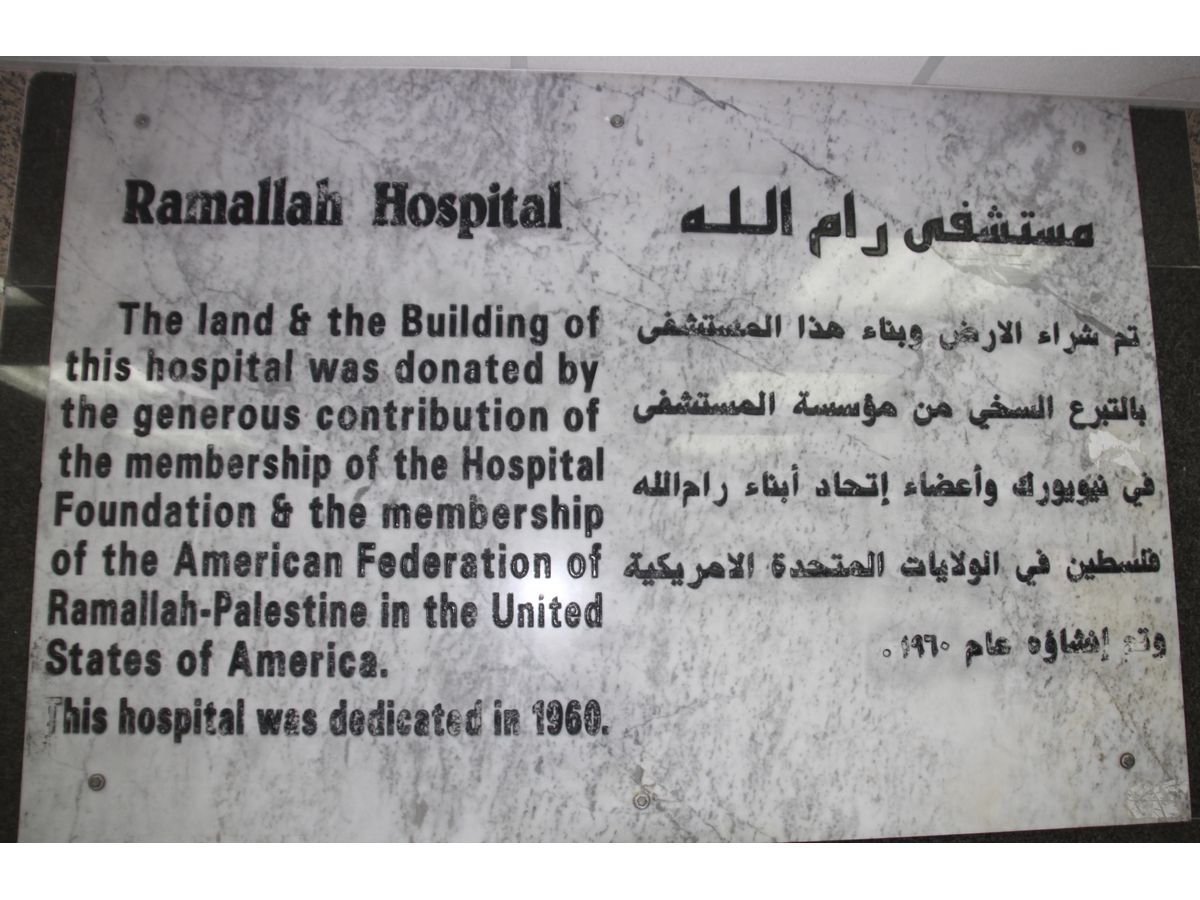 Ramallah Hospital
The land & the Building of
this hospital was donated by
the generous contribution of
the membership of the Hospital
Foundation & the membership
of the American Federation of
Ramallah-Palestine in the United
States of America.
This hospital was dedicated in 1960.
مستشفى رام الله
تم شراء الارض وبناء هذا المستشفى
بالتبرع السخي من مؤسسة المستشفى
في نيويورك وأعضاء إتحاد أبناء رام الله
فلسطين في الولايات المتحدة الامريكية
وتم إنشاؤه عام ١٩٦٠ .